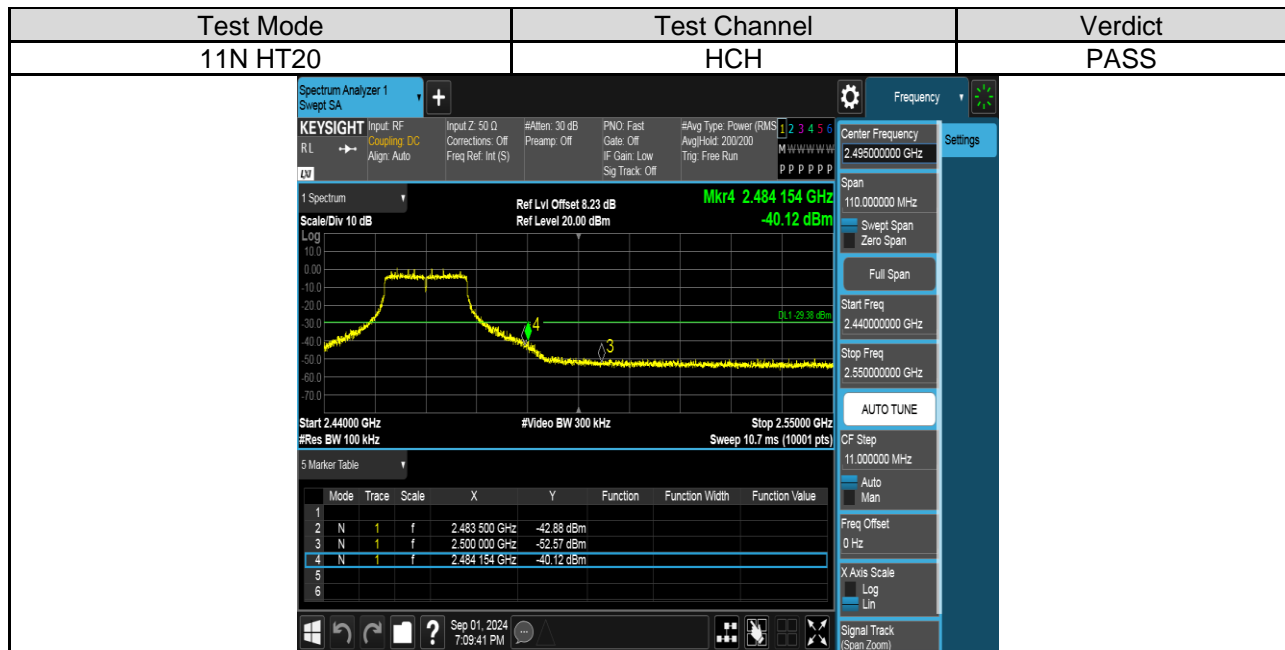 Test Mode Test Channel Verdict
11N HT20 HCH PASS
Spectrum Analyzer 1
Swept SA
+
Frequency
KEYSIGHT
RL
LXI
Input: RF
Coupling: DC
Align: Auto
Input Z: 50 Ω
Corrections: Off
Freq Ref: Int (S)
#Atten: 30 dB
Preamp: Off
PNO: Fast
Gate: Off
IF Gain: Low
Sig Track: Off
#Avg Type: Power (RMS
Avg|Hold: 200/200
Trig: Free Run
1 2 3 4 5 6
M W W W W W
P P P P P P
Settings
Center Frequency
2.495000000 GHz
Span
110.000000 MHz
Swept Span
Zero Span
Full Span
Start Freq
2.440000000 GHz
Stop Freq
2.550000000 GHz
AUTO TUNE
CF Step
11.000000 MHz
Auto
Man
Freq Offset
0 Hz
X Axis Scale
Log
Lin
Signal Track
(Span Zoom)
1 Spectrum
Scale/Div 10 dB
Ref Lvl Offset 8.23 dB
Ref Level 20.00 dBm
Mkr4 2.484 154 GHz
-40.12 dBm
Log
10.0
0.00
-10.0
-20.0
-30.0
-40.0
-50.0
-60.0
-70.0
DL1 -29.38 dBm
4
3
Start 2.44000 GHz #Video BW 300 kHz Stop 2.55000 GHz
#Res BW 100 kHz Sweep 10.7 ms (10001 pts)
5 Marker Table
Mode Trace Scale X Y Function Function Width Function Value
1
2 N 1 f 2.483 500 GHz -42.88 dBm
3 N 1 f 2.500 000 GHz -52.57 dBm
4 N 1 f 2.484 154 GHz -40.12 dBm
5
6
?
Sep 01, 2024
7:09:41 PM